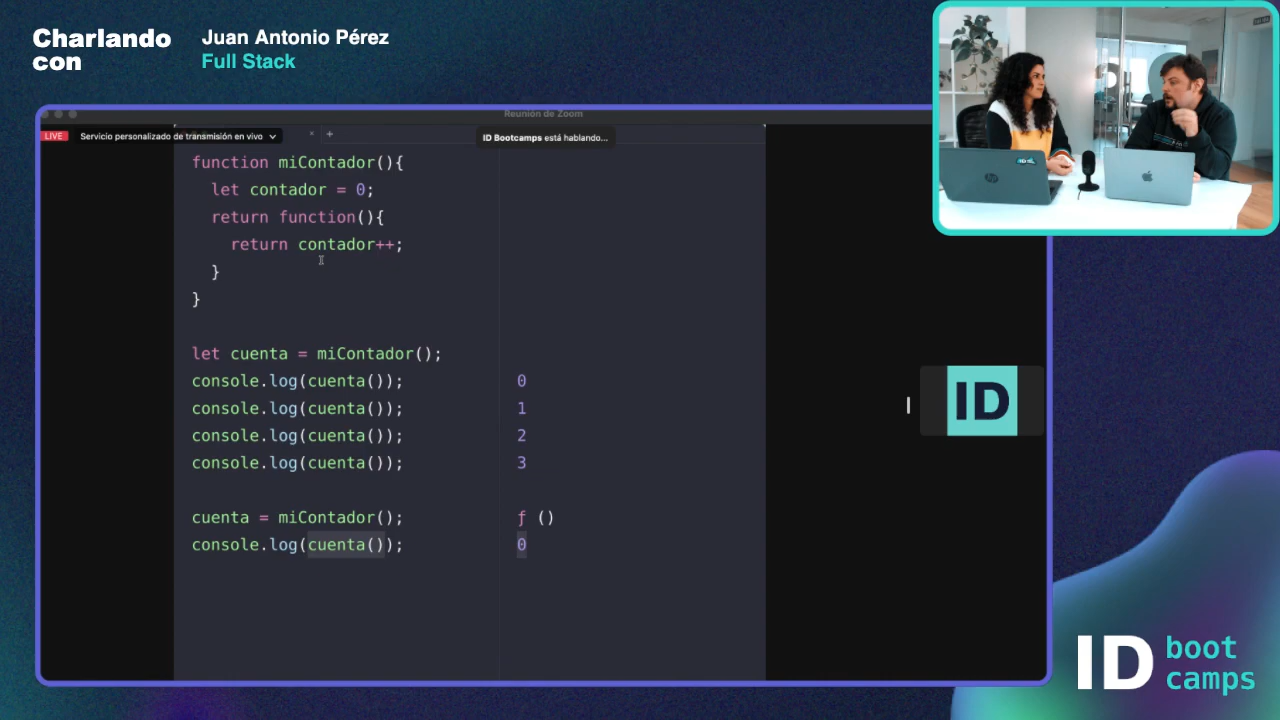 Charlando
con
Juan Antonio Pérez
Full Stack
Reunión de Zoom
LIVE
Servicio personalizado de transmisión en vivo
ID Bootcamps está hablando...
function miContador(){
let contador = 0;
return function(){
return contador++;
}
}
let cuenta = miContador();
console.log(cuenta()); 0
console.log(cuenta()); 1
console.log(cuenta()); 2
console.log(cuenta()); 3
cuenta = miContador(); ƒ ()
console.log(cuenta()); 0
ID
ID boot
camps